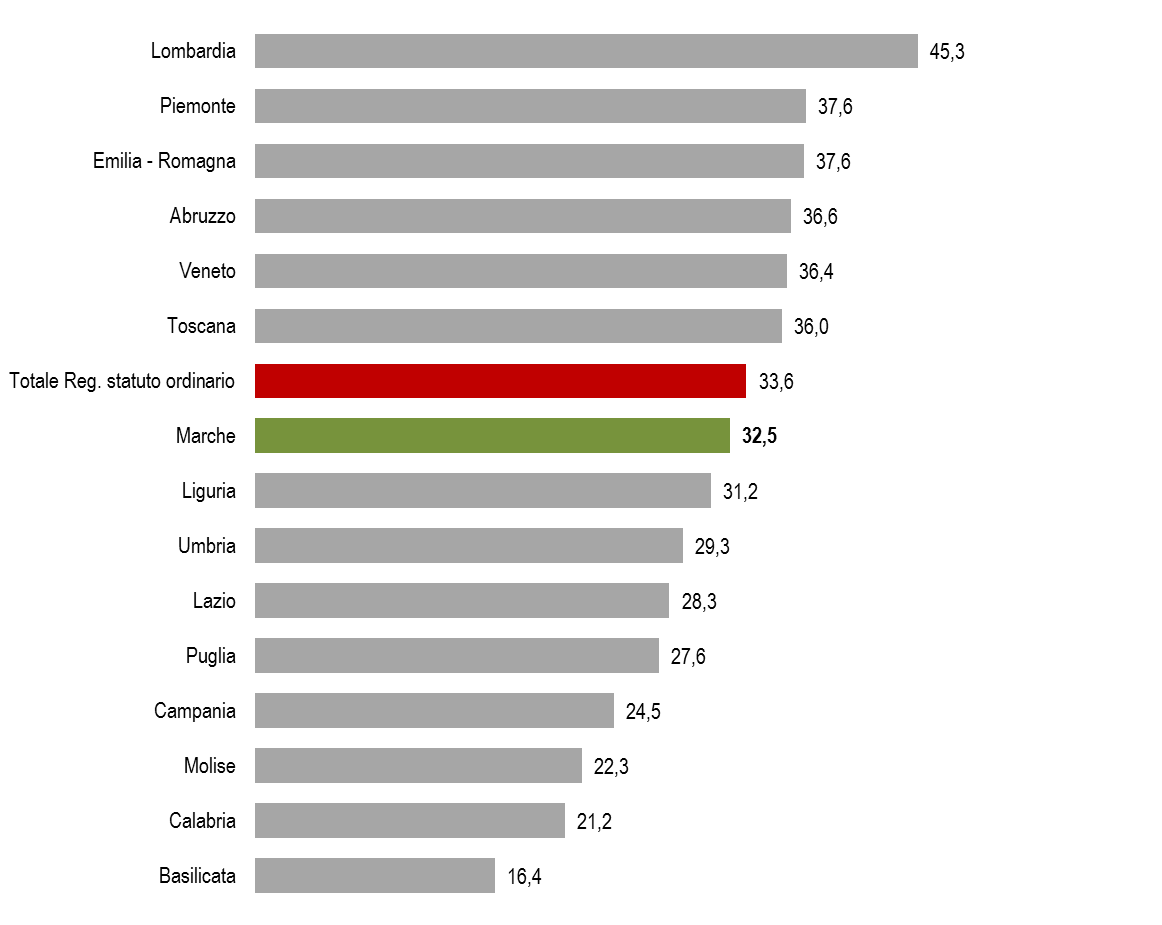 Lombardia 45,3
Piemonte 37,6
Emilia - Romagna 37,6
Abruzzo 36,6
Veneto 36,4
Toscana 36,0
Totale Reg. statuto ordinario 33,6
Marche 32,5
Liguria 31,2
Umbria 29,3
Lazio 28,3
Puglia 27,6
Campania 24,5
Molise 22,3
Calabria 21,2
Basilicata 16,4